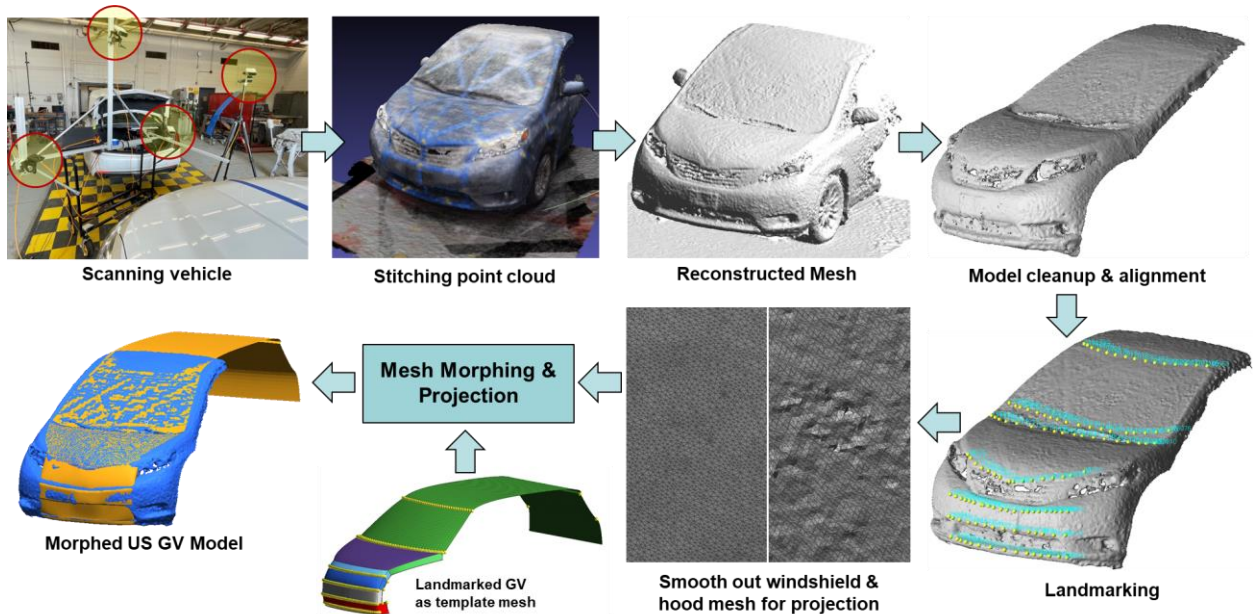 Scanning vehicle
Stitching point cloud
Reconstructed Mesh
Model cleanup & alignment
Mesh Morphing &
Projection
Morphed US GV Model
Landmarked GV
as template mesh
Smooth out windshield &
hood mesh for projection
Landmarking